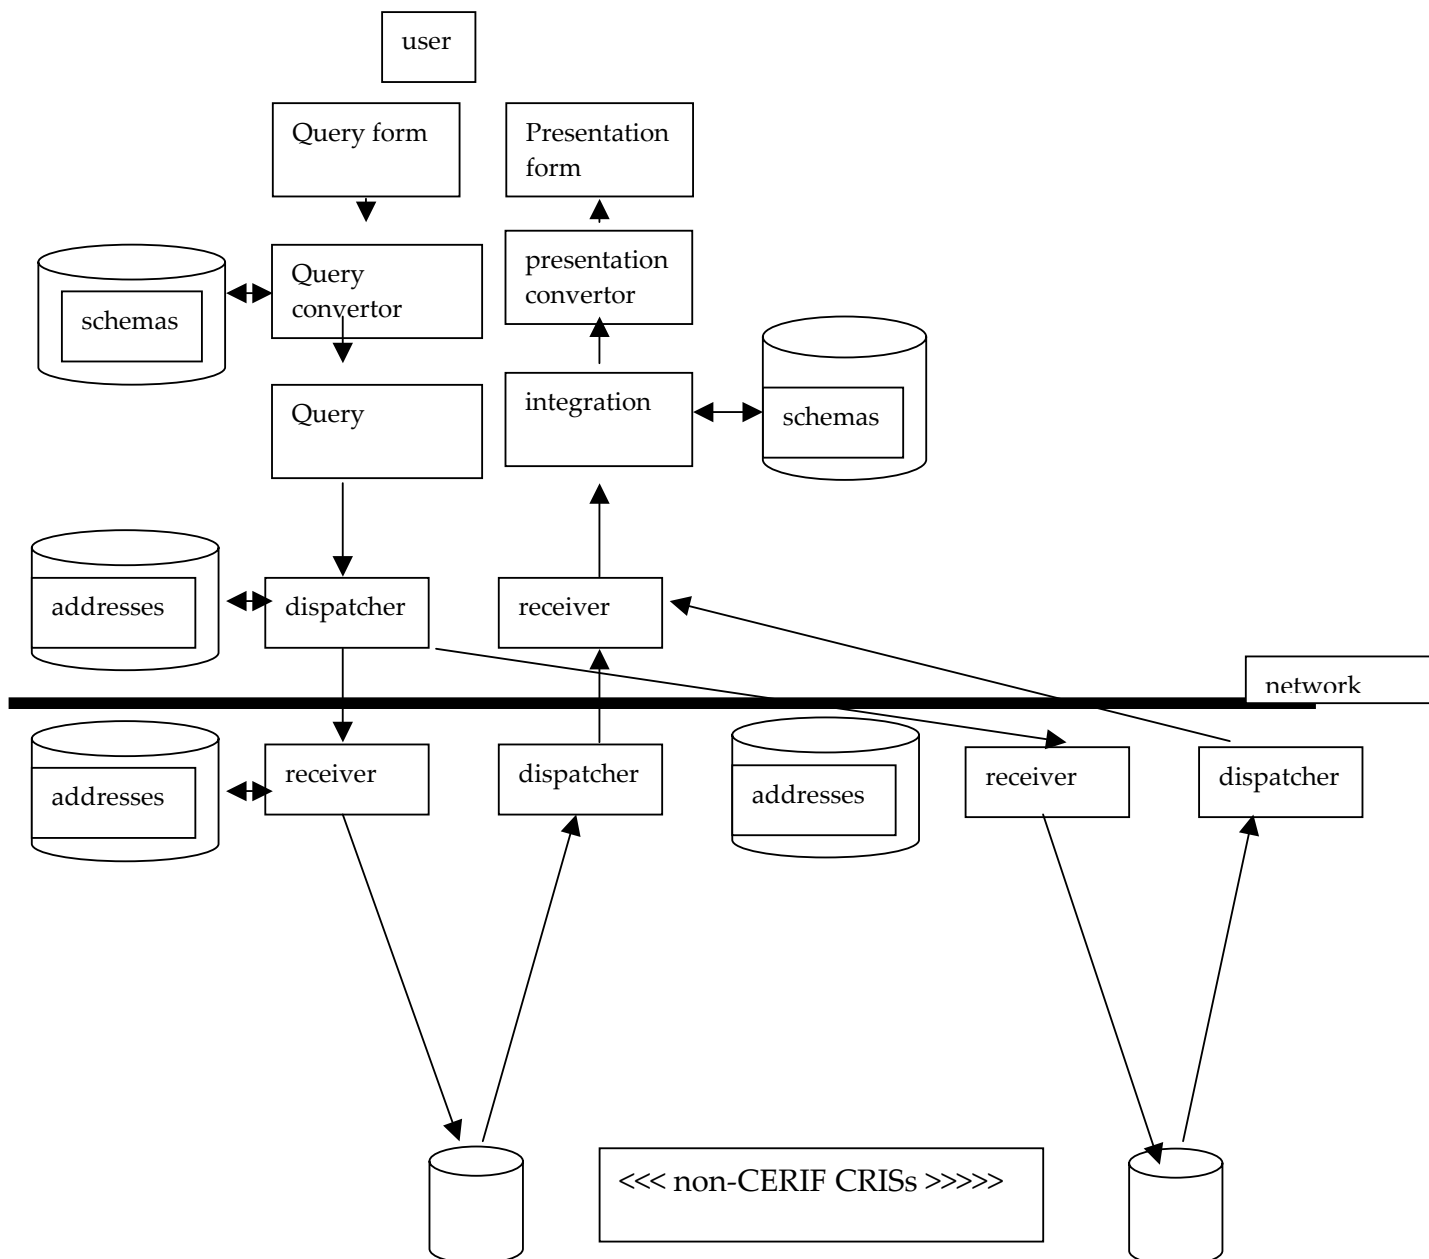 user
Query form
Presentation
form
Query
convertor
presentation
convertor
schemas
Query
integration
schemas
addresses
dispatcher
receiver
network
addresses
receiver
dispatcher
addresses
receiver
dispatcher
<<< non-CERIF CRISs >>>>>